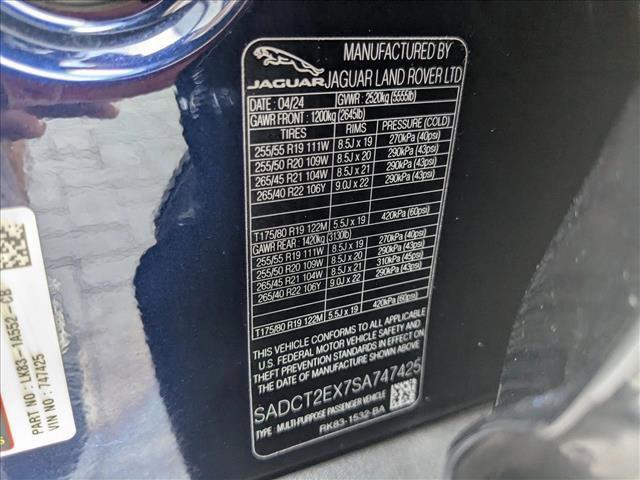 JAGUAR
MANUFACTURED BY
JAGUAR LAND ROVER LTD
DATE : 04/24 GVWR : 2520kg (5555lb)
GAWR FRONT : 1200kg (2645lb)
TIRES RIMS PRESSURE (COLD)
255/55 R19 111W 8.5J x 19 270kPa (40psi)
255/50 R20 109W 8.5J x 20 290kPa (43psi)
265/45 R21 104W 8.5J x 21 290kPa (43psi)
265/40 R22 106Y 9.0J x 22 290kPa (43psi)
T175/80 R19 122M 5.5J x 19 420kPa (60psi)
GAWR REAR : 1420kg (3130lb)
255/55 R19 111W 8.5J x 19 270kPa (40psi)
255/50 R20 109W 8.5J x 20 290kPa (43psi)
265/45 R21 104W 8.5J x 21 310kPa (45psi)
265/40 R22 106Y 9.0J x 22 290kPa (43psi)
T175/80 R19 122M 5.5J x 19 420kPa (60psi)
THIS VEHICLE CONFORMS TO ALL APPLICABLE
U.S. FEDERAL MOTOR VEHICLE SAFETY AND
THEFT PREVENTION STANDARDS IN EFFECT ON
THE DATE OF MANUFACTURE SHOWN ABOVE.
SADCT2EX7SA747425
TYPE : MULTI-PURPOSE PASSENGER VEHICLE
RK83-1532-BA
PART NO : LK83-1A552-CB
VIN NO : 747425